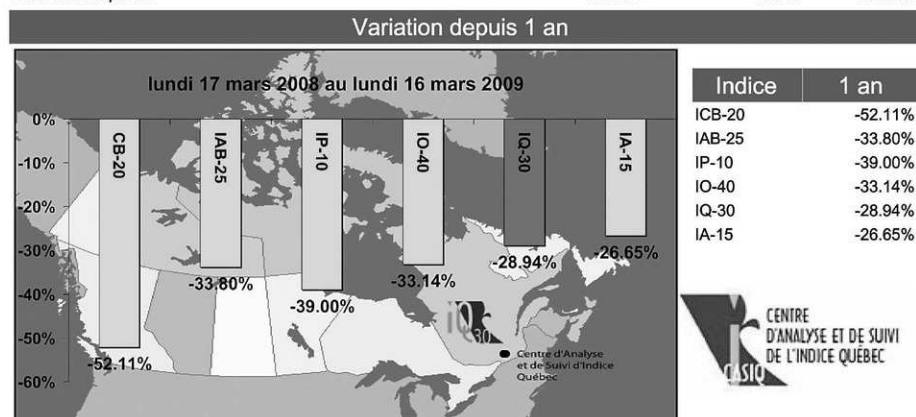 Variation depuis 1 an
lundi 17 mars 2008 au lundi 16 mars 2009
0%
-10%
-20%
-30%
-40%
-50%
-60%
CB-20
IAB-25
IP-10
IO-40
IQ-30
IA-15
-52.11%
-33.80%
-39.00%
-33.14%
-28.94%
-26.65%
iQ30
Centre d'Analyse
et de Suivi d'Indice
Québec
Indice 1 an
ICB-20 -52.11%
IAB-25 -33.80%
IP-10 -39.00%
IO-40 -33.14%
IQ-30 -28.94%
IA-15 -26.65%
CENTRE
D'ANALYSE ET DE SUIVI
DE L'INDICE QUÉBEC
CASIQ